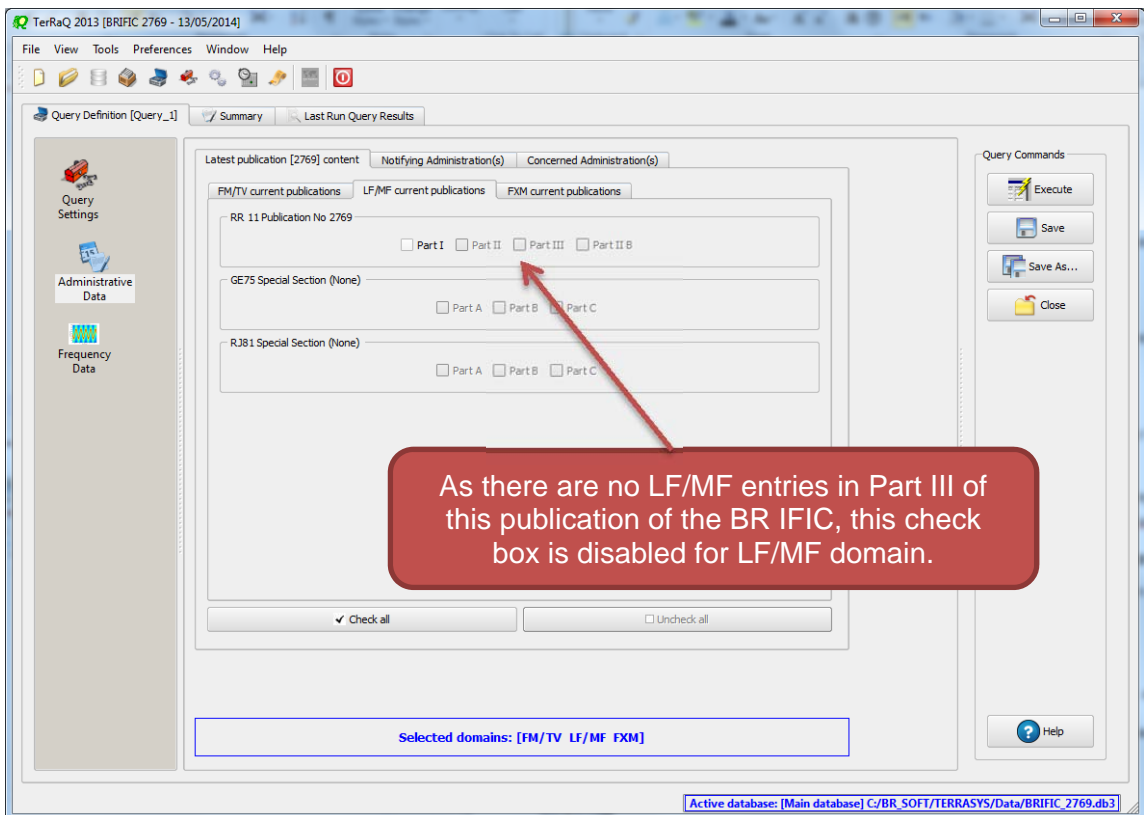 TerRaQ 2013 [BRIFIC 2769 - 13/05/2014]
File View Tools Preferences Window Help
Query Definition [Query_1] Summary Last Run Query Results
Query Settings
Administrative Data
Frequency Data
Latest publication [2769] content Notifying Administration(s) Concerned Administration(s)
FM/TV current publications LF/MF current publications FXM current publications
RR 11 Publication No 2769
Part I Part II Part III Part II B
GE75 Special Section (None)
Part A Part B Part C
RJ81 Special Section (None)
Part A Part B Part C
As there are no LF/MF entries in Part III of
this publication of the BR IFIC, this check
box is disabled for LF/MF domain.
Check all Uncheck all
Selected domains: [FM/TV LF/MF FXM]
Query Commands
Execute
Save
Save As...
Close
Help
Active database: [Main database] C:/BR_SOFT/TERRASYS/Data/BRIFIC_2769.db3